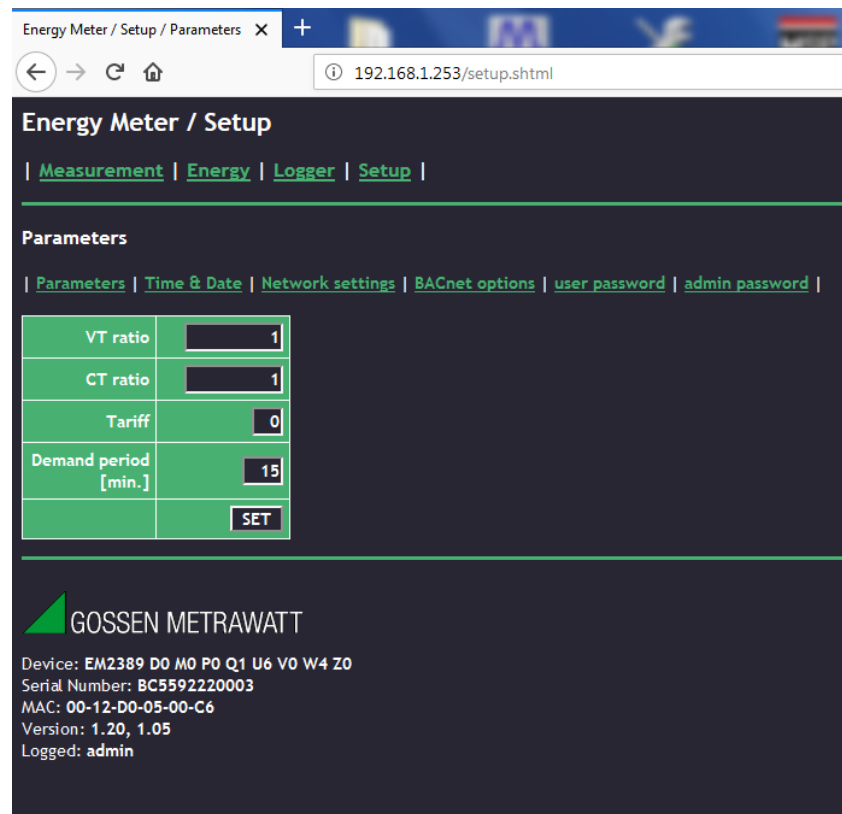 Energy Meter / Setup / Parameters
192.168.1.253/setup.shtml
Energy Meter / Setup
| Measurement | Energy | Logger | Setup |
Parameters
| Parameters | Time & Date | Network settings | BACnet options | user password | admin password |
VT ratio 1
CT ratio 1
Tariff 0
Demand period
[min.] 15
SET
GOSSEN METRAWATT
Device: EM2389 D0 M0 P0 Q1 U6 V0 W4 Z0
Serial Number: BC5592220003
MAC: 00-12-D0-05-00-C6
Version: 1.20, 1.05
Logged: admin